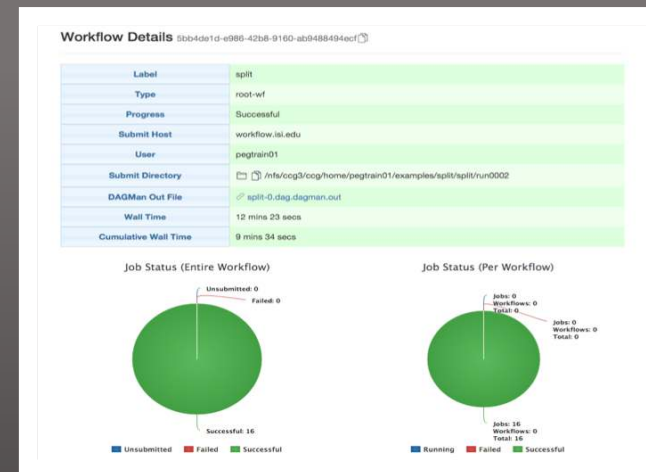 Workflow Details 5bb4de1d-e986-42b8-9160-ab9488494ecf
Label split
Type root-wf
Progress Successful
Submit Host workflow.isi.edu
User pegtrain01
Submit Directory /nfs/ccg3/ccg/home/pegtrain01/examples/split/split/run0002
DAGMan Out File split-0.dag.dagman.out
Wall Time 12 mins 23 secs
Cumulative Wall Time 9 mins 34 secs
Job Status (Entire Workflow)
Unsubmitted: 0
Failed: 0
Successful: 16
Unsubmitted Failed Successful
Job Status (Per Workflow)
Jobs: 0
Workflows: 0
Total: 0
Jobs: 0
Workflows: 0
Total: 0
Jobs: 16
Workflows: 0
Total: 16
Running Failed Successful